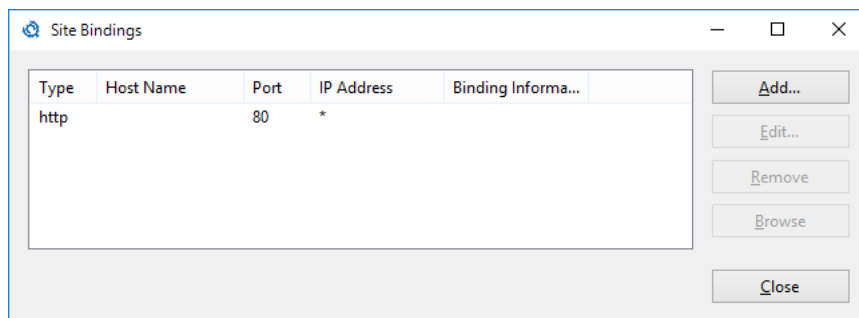 Site Bindings
Type Host Name Port IP Address Binding Informa...
http 80 *
Add...
Edit...
Remove
Browse
Close